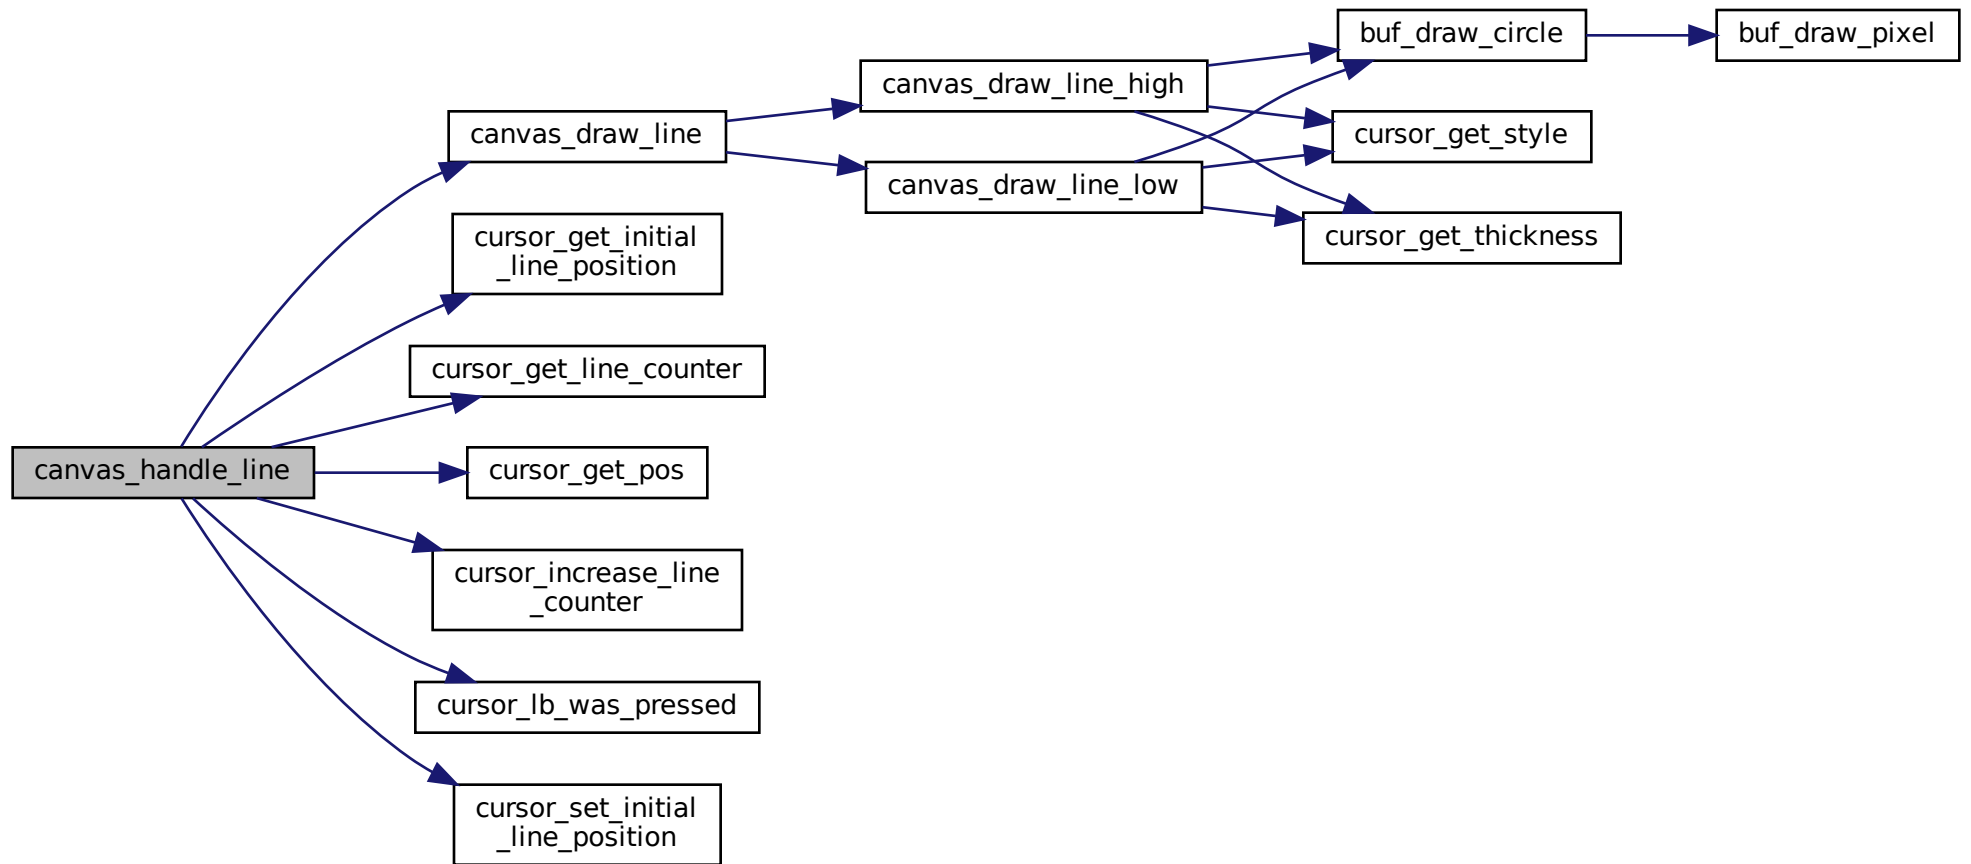 canvas_handle_line
canvas_draw_line
cursor_get_initial
_line_position
cursor_get_line_counter
cursor_get_pos
cursor_increase_line
_counter
cursor_lb_was_pressed
cursor_set_initial
_line_position
canvas_draw_line_high
canvas_draw_line_low
buf_draw_circle
cursor_get_style
cursor_get_thickness
buf_draw_pixel